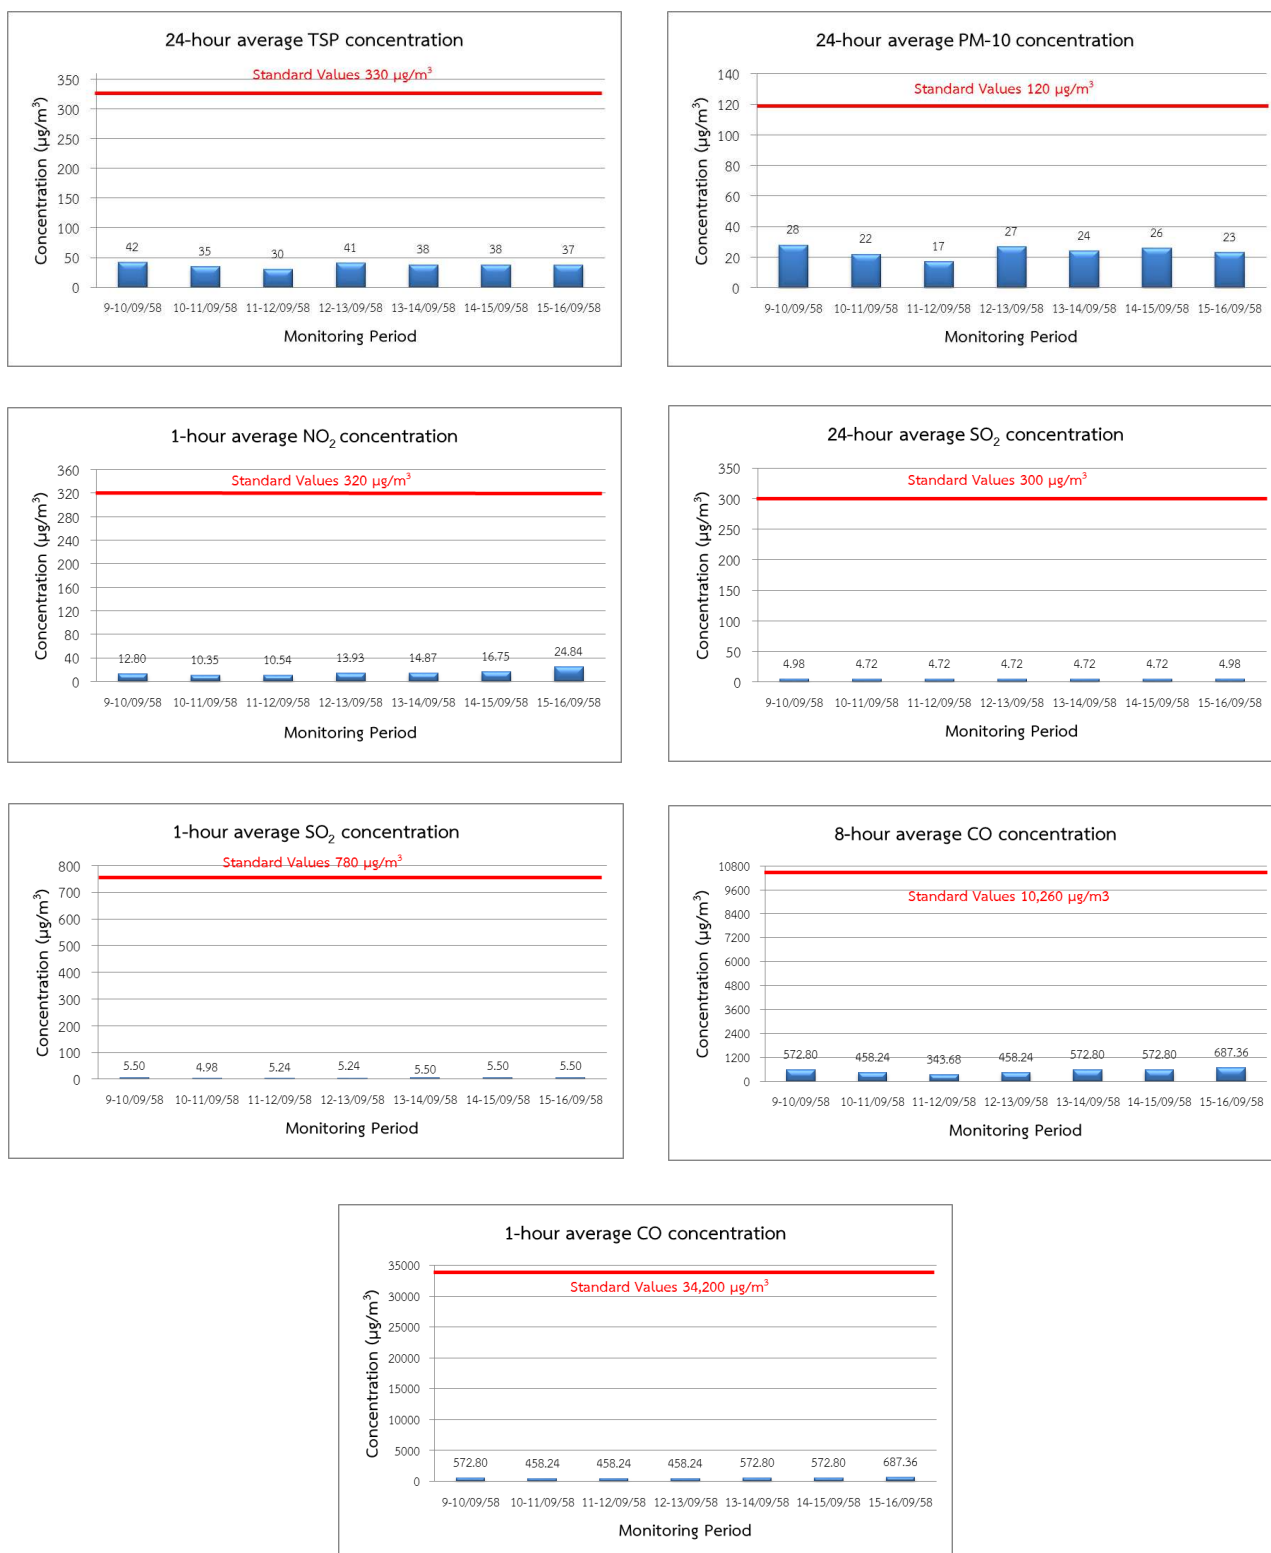 24-hour average TSP concentration
Standard Values 330 µg/m³
Concentration (µg/m³)
350
300
250
200
150
100
50
0
42 35 30 41 38 38 37
9-10/09/58 10-11/09/58 11-12/09/58 12-13/09/58 13-14/09/58 14-15/09/58 15-16/09/58
Monitoring Period
24-hour average PM-10 concentration
Standard Values 120 µg/m³
Concentration (µg/m³)
140
120
100
80
60
40
20
0
28 22 17 27 24 26 23
9-10/09/58 10-11/09/58 11-12/09/58 12-13/09/58 13-14/09/58 14-15/09/58 15-16/09/58
Monitoring Period
1-hour average NO₂ concentration
Standard Values 320 µg/m³
Concentration (µg/m³)
360
320
280
240
200
160
120
80
40
0
12.80 10.35 10.54 13.93 14.87 16.75 24.84
9-10/09/58 10-11/09/58 11-12/09/58 12-13/09/58 13-14/09/58 14-15/09/58 15-16/09/58
Monitoring Period
24-hour average SO₂ concentration
Standard Values 300 µg/m³
Concentration (µg/m³)
350
300
250
200
150
100
50
0
4.98 4.72 4.72 4.72 4.72 4.72 4.98
9-10/09/58 10-11/09/58 11-12/09/58 12-13/09/58 13-14/09/58 14-15/09/58 15-16/09/58
Monitoring Period
1-hour average SO₂ concentration
Standard Values 780 µg/m³
Concentration (µg/m³)
800
700
600
500
400
300
200
100
0
5.50 4.98 5.24 5.24 5.50 5.50 5.50
9-10/09/58 10-11/09/58 11-12/09/58 12-13/09/58 13-14/09/58 14-15/09/58 15-16/09/58
Monitoring Period
8-hour average CO concentration
Standard Values 10,260 µg/m3
Concentration (µg/m³)
10800
9600
8400
7200
6000
4800
3600
2400
1200
0
572.80 458.24 343.68 458.24 572.80 572.80 687.36
9-10/09/58 10-11/09/58 11-12/09/58 12-13/09/58 13-14/09/58 14-15/09/58 15-16/09/58
Monitoring Period
1-hour average CO concentration
Standard Values 34,200 µg/m³
Concentration (µg/m³)
35000
30000
25000
20000
15000
10000
5000
0
572.80 458.24 458.24 458.24 572.80 572.80 687.36
9-10/09/58 10-11/09/58 11-12/09/58 12-13/09/58 13-14/09/58 14-15/09/58 15-16/09/58
Monitoring Period